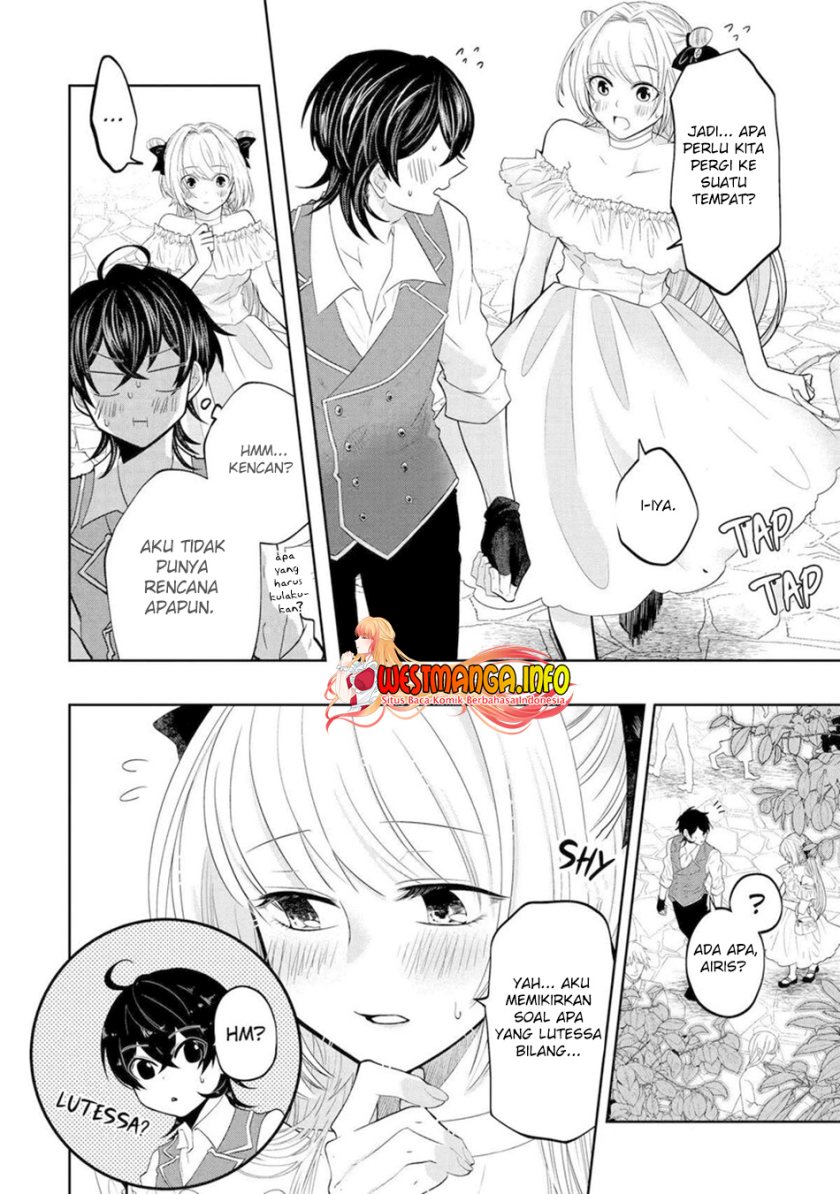 JADI... APA
PERLU KITA
PERGI KE
SUATU
TEMPAT?
I-IYA.
TAP
TAP
...
HMM...
KENCAN?
AKU TIDAK
PUNYA
RENCANA
APAPUN.
apa
yang
harus
kulaku-
kan?
WESTMANGA.INFO
Situs Baca Komik Berbahasa Indonesia
?
ADA APA,
AIRIS?
SHY
YAH... AKU
MEMIKIRKAN
SOAL APA
YANG LUTESSA
BILANG...
HM?
LUTESSA?